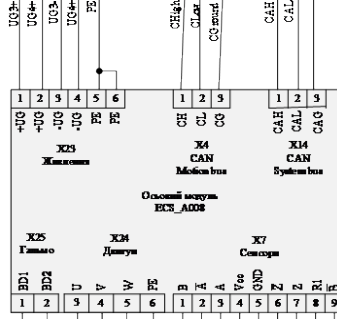 UG3+
UG4+
UG3-
UG4-
PE
CHigh
CLow
CGround
CAH
CAL
1 2 3 4 5 6
1 2 3
1 2 3
+UG
+UG
-UG
-UG
PE
PE
CH
CL
CG
CAH
CAL
CAG
X23
Живлення
X4
CAN
Motion bus
X14
CAN
System bus
Осьовий модуль
ECS_A008
X25
Гальмо
X24
Двигун
X7
Сенсори
BD1
BD2
U
V
W
PE
B
A
A
Vcc
GND
Z
Z
R1
R
1 2
3 4 5 6
1 2 3 4 5 6 7 8 9